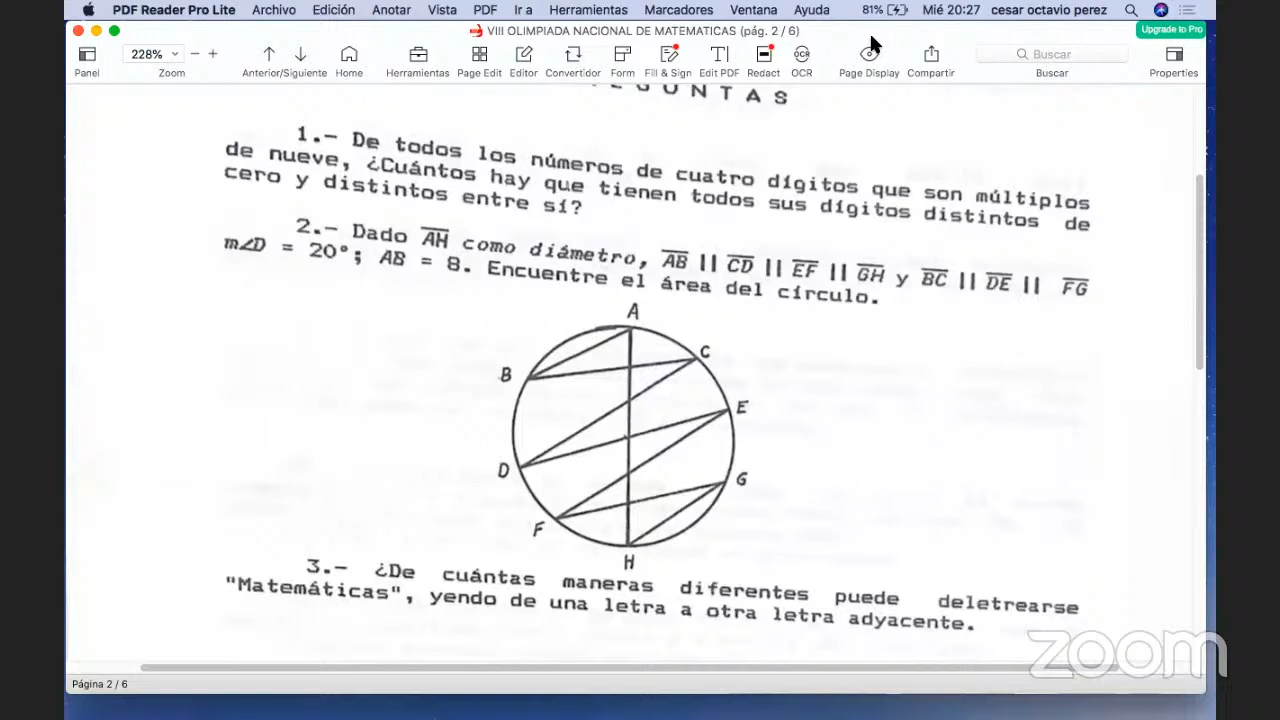 PDF Reader Pro Lite Archivo Edición Anotar Vista PDF Ir a Herramientas Marcadores Ventana Ayuda 81% Mié 20:27 cesar octavio perez
VIII OLIMPIADA NACIONAL DE MATEMATICAS (pág. 2 / 6)
Upgrade to Pro
228%
Buscar
Panel Zoom Anterior/Siguiente Home Herramientas Page Edit Editor Convertidor Form Fill & Sign Edit PDF Redact OCR Page Display Compartir Buscar Properties
E G U N T A S
1.- De todos los números de cuatro dígitos que son múltiplos
de nueve, ¿Cuántos hay que tienen todos sus dígitos distintos de
cero y distintos entre sí?
2.- Dado AH como diámetro, AB || CD || EF || GH y BC || DE || FG
m∠D = 20°; AB = 8. Encuentre el área del círculo.
A
C
B
E
D
G
F
H
3.- ¿De cuántas maneras diferentes puede deletrearse
"Matemáticas", yendo de una letra a otra letra adyacente.
zoom
Página 2 / 6